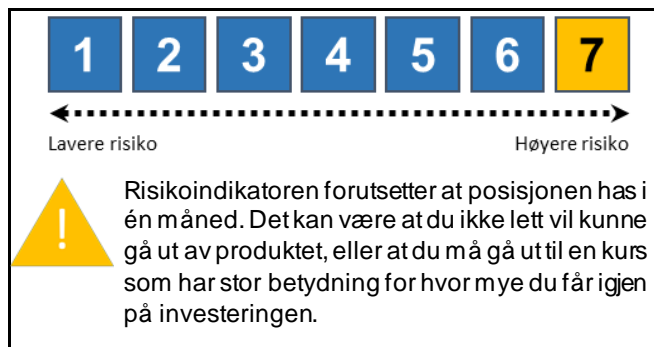 1 2 3 4 5 6 7
Lavere risiko Høyere risiko
! Risikoindikatoren forutsetter at posisjonen has i
én måned. Det kan være at du ikke lett vil kunne
gå ut av produktet, eller at du må gå ut til en kurs
som har stor betydning for hvor mye du får igjen
på investeringen.